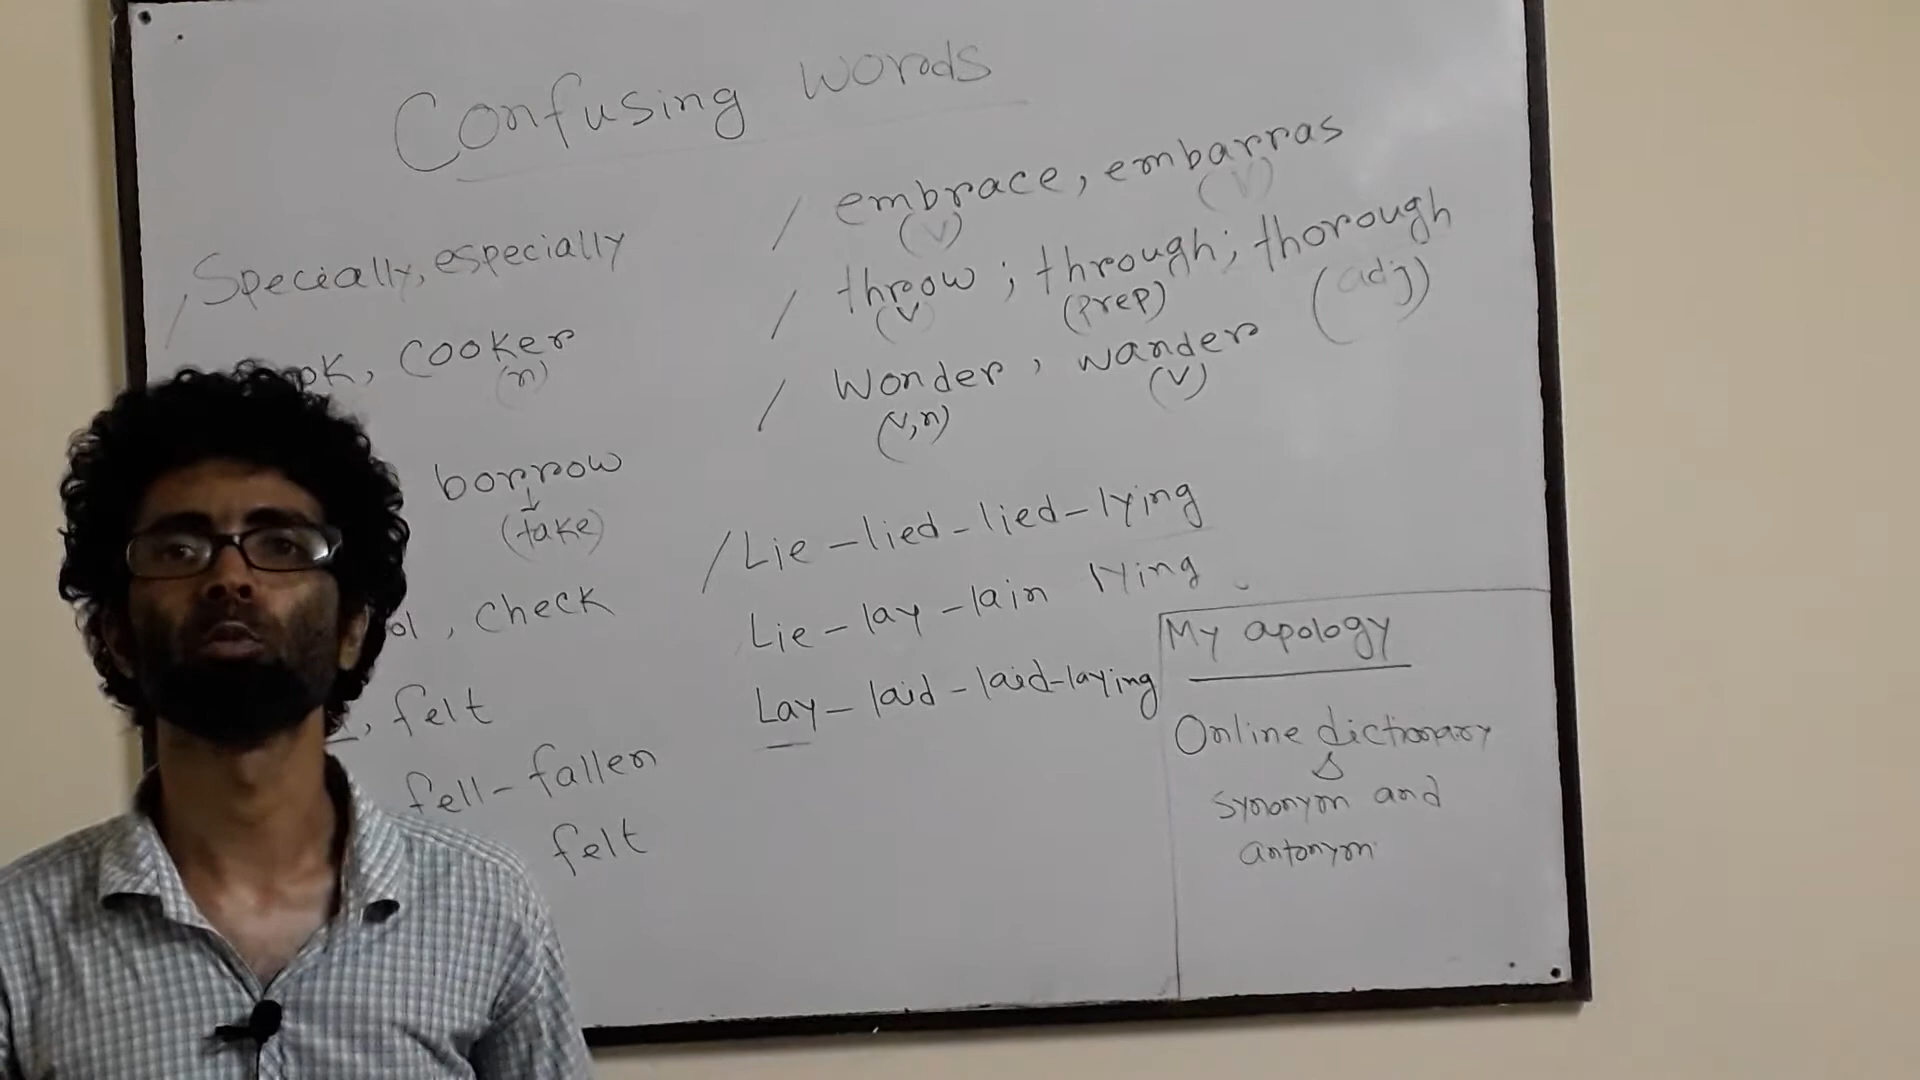 Confusing words
Specially, especially
cooker
(n)
borrow
(take)
check
felt
fell - fallen
felt
/ embrace, embarras
(v) (v)
/ throw ; through ; thorough
(v) (prep) (adj)
/ wonder, wander
(v,n) (v)
/ Lie - lied - lied - lying
Lie - lay - lain lying
Lay - laid - laid - laying
My apology
Online dictionary
synonym and
antonym